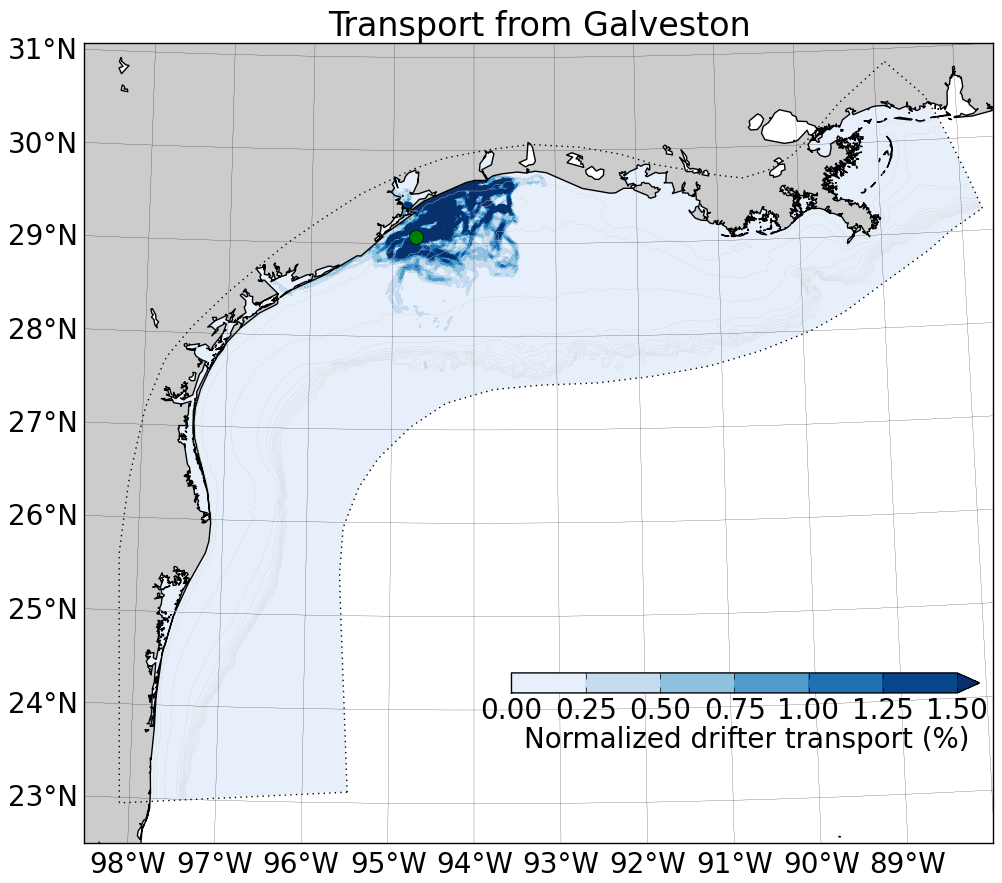 Transport from Galveston
31°N
30°N
29°N
28°N
27°N
26°N
25°N
24°N
23°N
0.00 0.25 0.50 0.75 1.00 1.25 1.50
Normalized drifter transport (%)
98°W 97°W 96°W 95°W 94°W 93°W 92°W 91°W 90°W 89°W